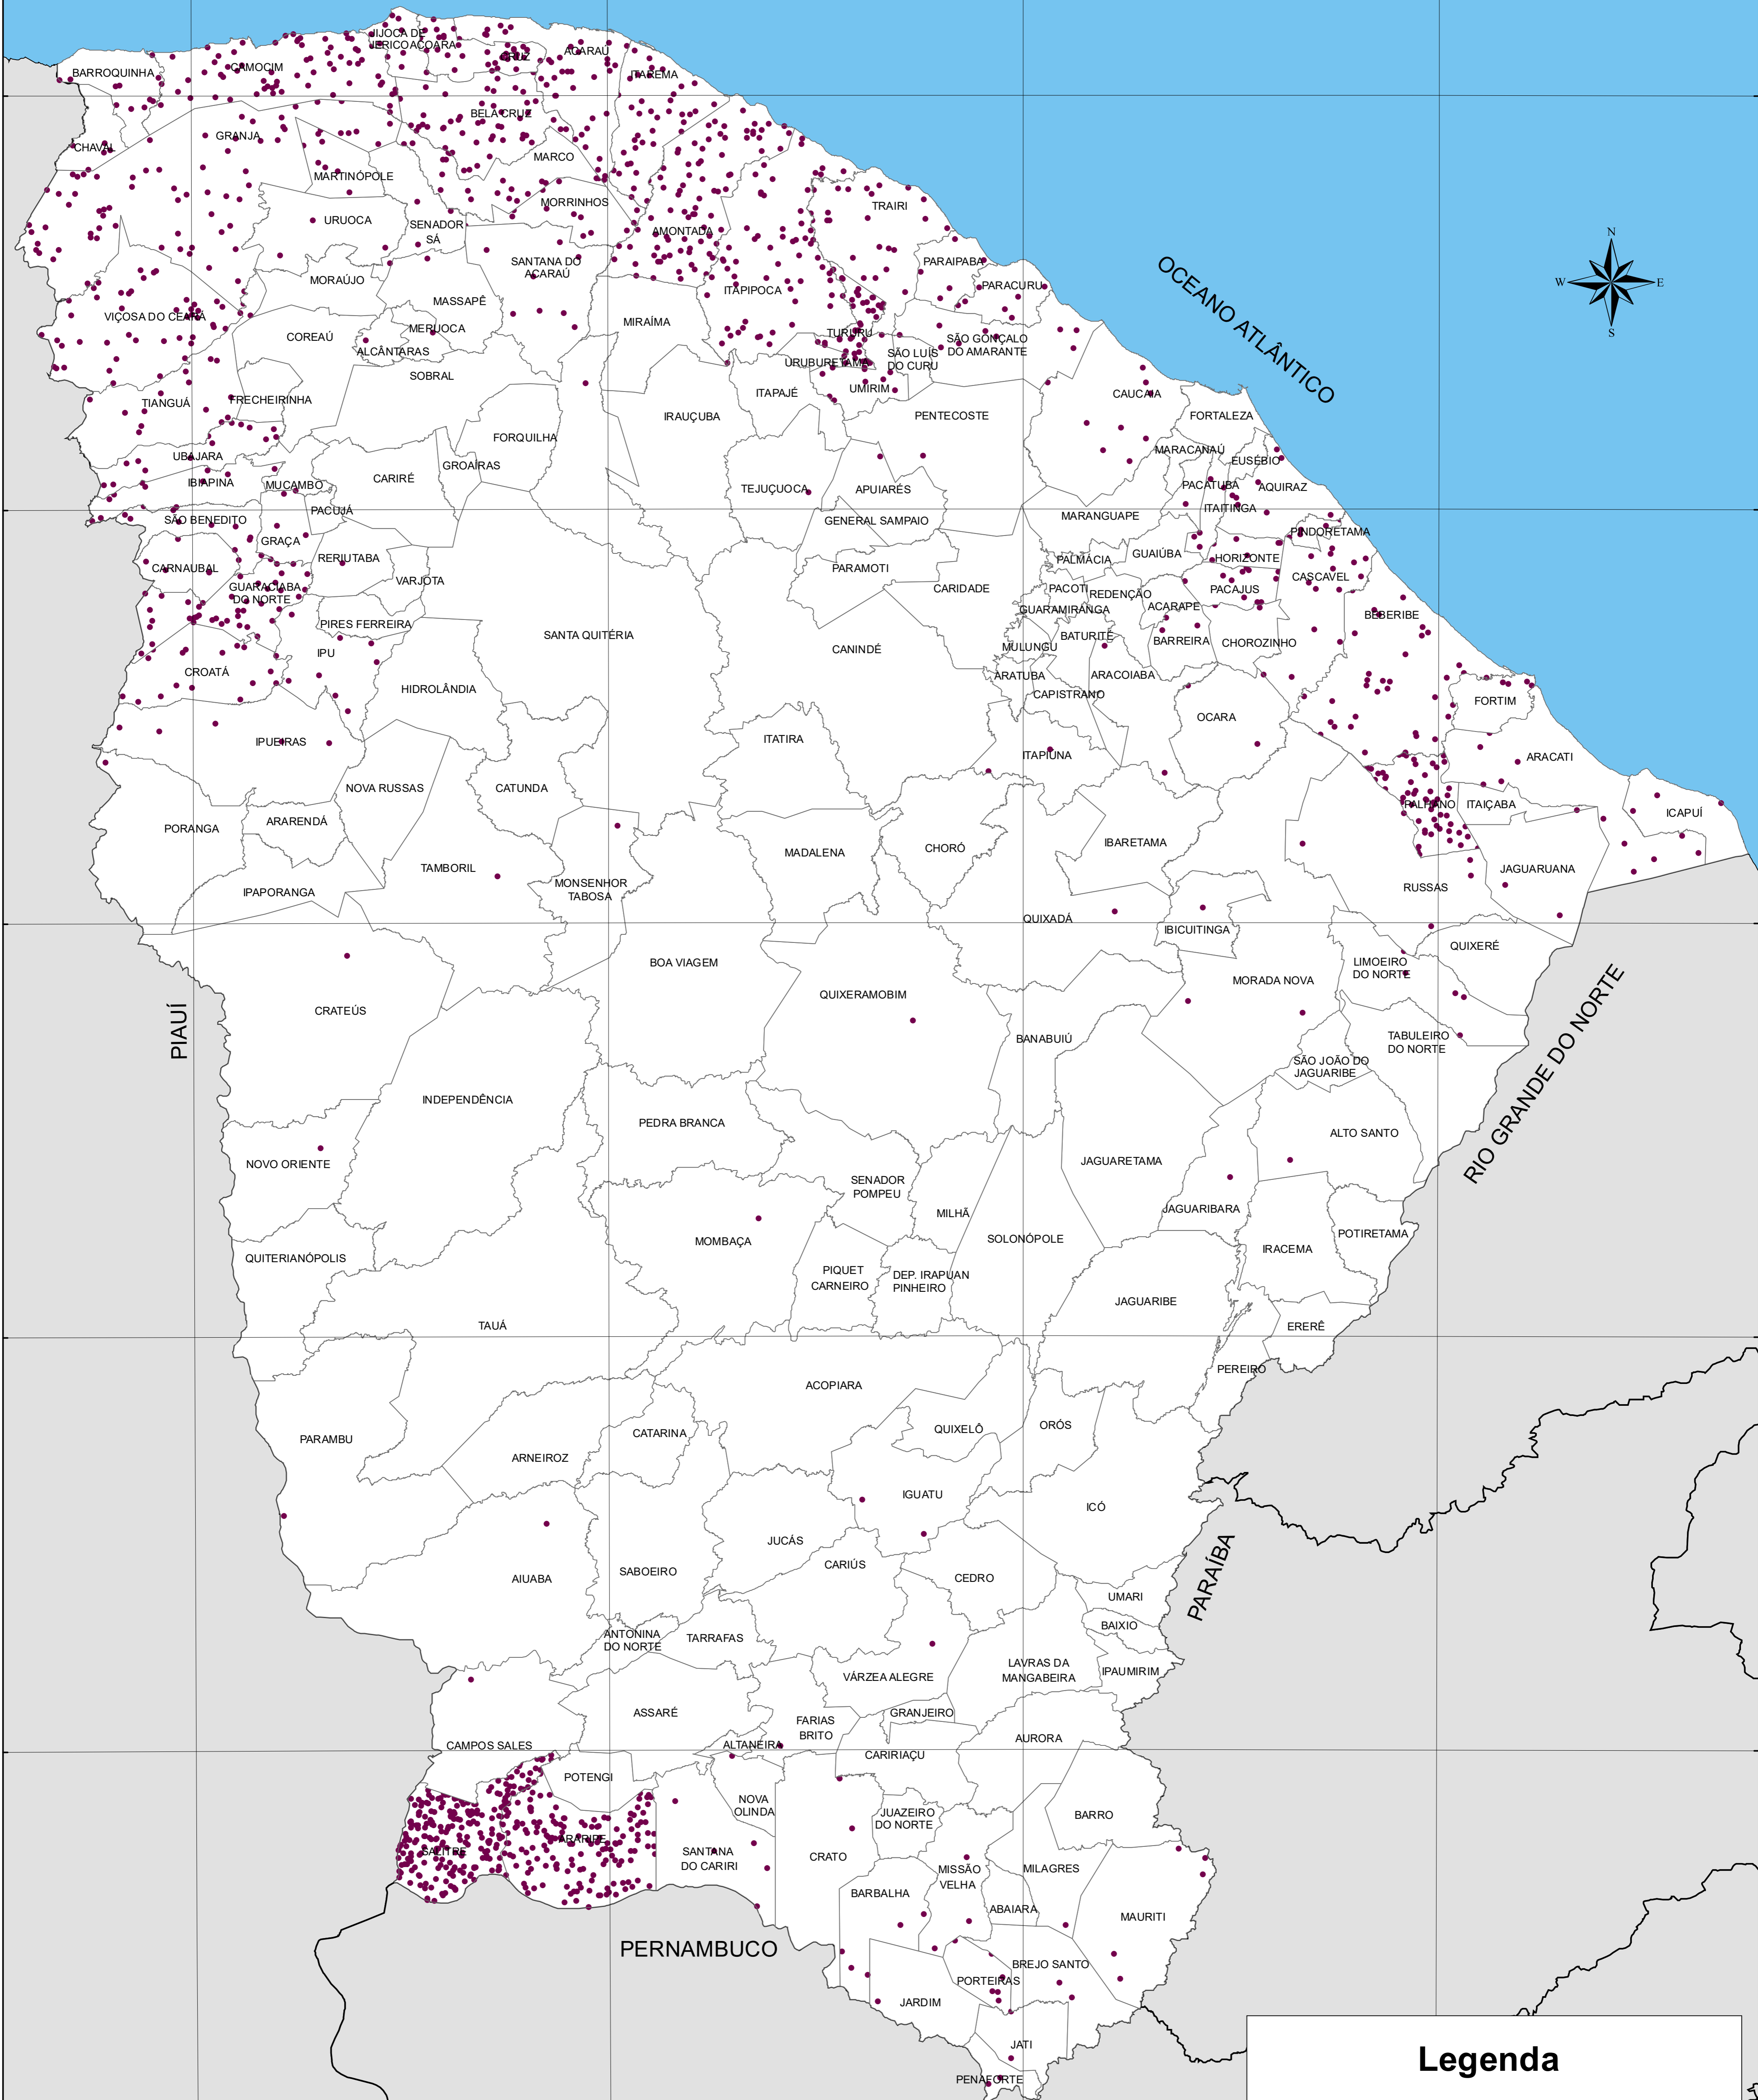 JIJOCA DE
JERICOACOARA
CRUZ
ACARAÚ
BARROQUINHA
CAMOCIM
ITAREMA
BELA CRUZ
GRANJA
CHAVAL
MARCO
MARTINÓPOLE
MORRINHOS
TRAIRI
URUOCA
SENADOR
SÁ
AMONTADA
N
W
E
S
SANTANA DO
ACARAÚ
PARAIPABA
OCEANO ATLÂNTICO
MORAÚJO
PARACURU
ITAPIPOCA
MASSAPÊ
VIÇOSA DO CEARÁ
MIRAÍMA
MERUOCA
COREAÚ
TURURU
SÃO GONÇALO
DO AMARANTE
ALCÂNTARAS
SÃO LUÍS
DO CURU
URUBURETAMA
SOBRAL
UMIRIM
ITAPAJÉ
CAUCAIA
FRECHEIRINHA
TIANGUÁ
IRAUÇUBA
PENTECOSTE
FORTALEZA
FORQUILHA
MARACANAÚ
UBAJARA
EUSÉBIO
GROAÍRAS
CARIRÉ
IBIAPINA
MUCAMBO
PACATUBA
AQUIRAZ
TEJUÇUOCA
APUIARÉS
PACUJÁ
ITAITINGA
SÃO BENEDITO
MARANGUAPE
GENERAL SAMPAIO
PINDORETAMA
GRAÇA
RERIUTABA
GUAIÚBA
HORIZONTE
PALMÁCIA
CARNAUBAL
PARAMOTI
VARJOTA
CASCAVEL
GUARACIABA
DO NORTE
CARIDADE
PACOTI
REDENÇÃO
PACAJUS
ACARAPE
GUARAMIRANGA
BEBERIBE
PIRES FERREIRA
SANTA QUITÉRIA
BATURITÉ
BARREIRA
CHOROZINHO
MULUNGU
CANINDÉ
IPU
CROATÁ
ARATUBA
ARACOIABA
HIDROLÂNDIA
CAPISTRANO
FORTIM
OCARA
ITATIRA
IPUEIRAS
ITAPIÚNA
ARACATI
NOVA RUSSAS
CATUNDA
PALHANO
ITAIÇABA
ICAPUÍ
ARARENDÁ
PORANGA
IBARETAMA
CHORÓ
MADALENA
TAMBORIL
JAGUARUANA
MONSENHOR
TABOSA
RUSSAS
IPAPORANGA
QUIXADÁ
IBICUITINGA
QUIXERÉ
BOA VIAGEM
LIMOEIRO
DO NORTE
MORADA NOVA
QUIXERAMOBIM
CRATEÚS
PIAUÍ
BANABUIÚ
TABULEIRO
DO NORTE
RIO GRANDE DO NORTE
SÃO JOÃO DO
JAGUARIBE
INDEPENDÊNCIA
PEDRA BRANCA
ALTO SANTO
NOVO ORIENTE
JAGUARETAMA
SENADOR
POMPEU
JAGUARIBARA
MILHÃ
POTIRETAMA
SOLONÓPOLE
MOMBAÇA
IRACEMA
QUITERIANÓPOLIS
PIQUET
CARNEIRO
DEP. IRAPUAN
PINHEIRO
JAGUARIBE
TAUÁ
ERERÊ
PEREIRO
ACOPIARA
ORÓS
QUIXELÔ
CATARINA
PARAMBU
ARNEIROZ
IGUATU
ICÓ
JUCÁS
CARIÚS
SABOEIRO
AIUABA
CEDRO
PARAÍBA
UMARI
BAIXIO
ANTONINA
DO NORTE
TARRAFAS
LAVRAS DA
MANGABEIRA
IPAUMIRIM
VÁRZEA ALEGRE
ASSARÉ
GRANJEIRO
FARIAS
BRITO
AURORA
ALTANEIRA
CAMPOS SALES
CARIRIAÇU
POTENGI
NOVA
OLINDA
JUAZEIRO
DO NORTE
BARRO
ARARIPE
SALITRE
SANTANA
DO CARIRI
CRATO
MISSÃO
VELHA
MILAGRES
BARBALHA
ABAIARA
MAURITI
PERNAMBUCO
BREJO SANTO
PORTEIRAS
JARDIM
JATI
Legenda
PENAFORTE